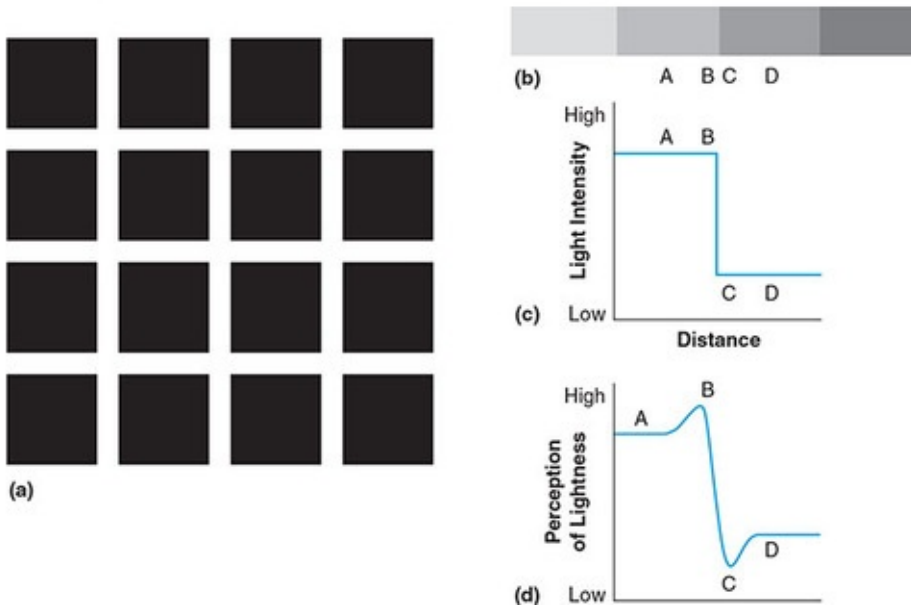 (a)
(b)
A B C D
High
A B
Light Intensity
C D
Low
(c)
Distance
High
B
A
Perception
of Lightness
D
C
Low
(d)